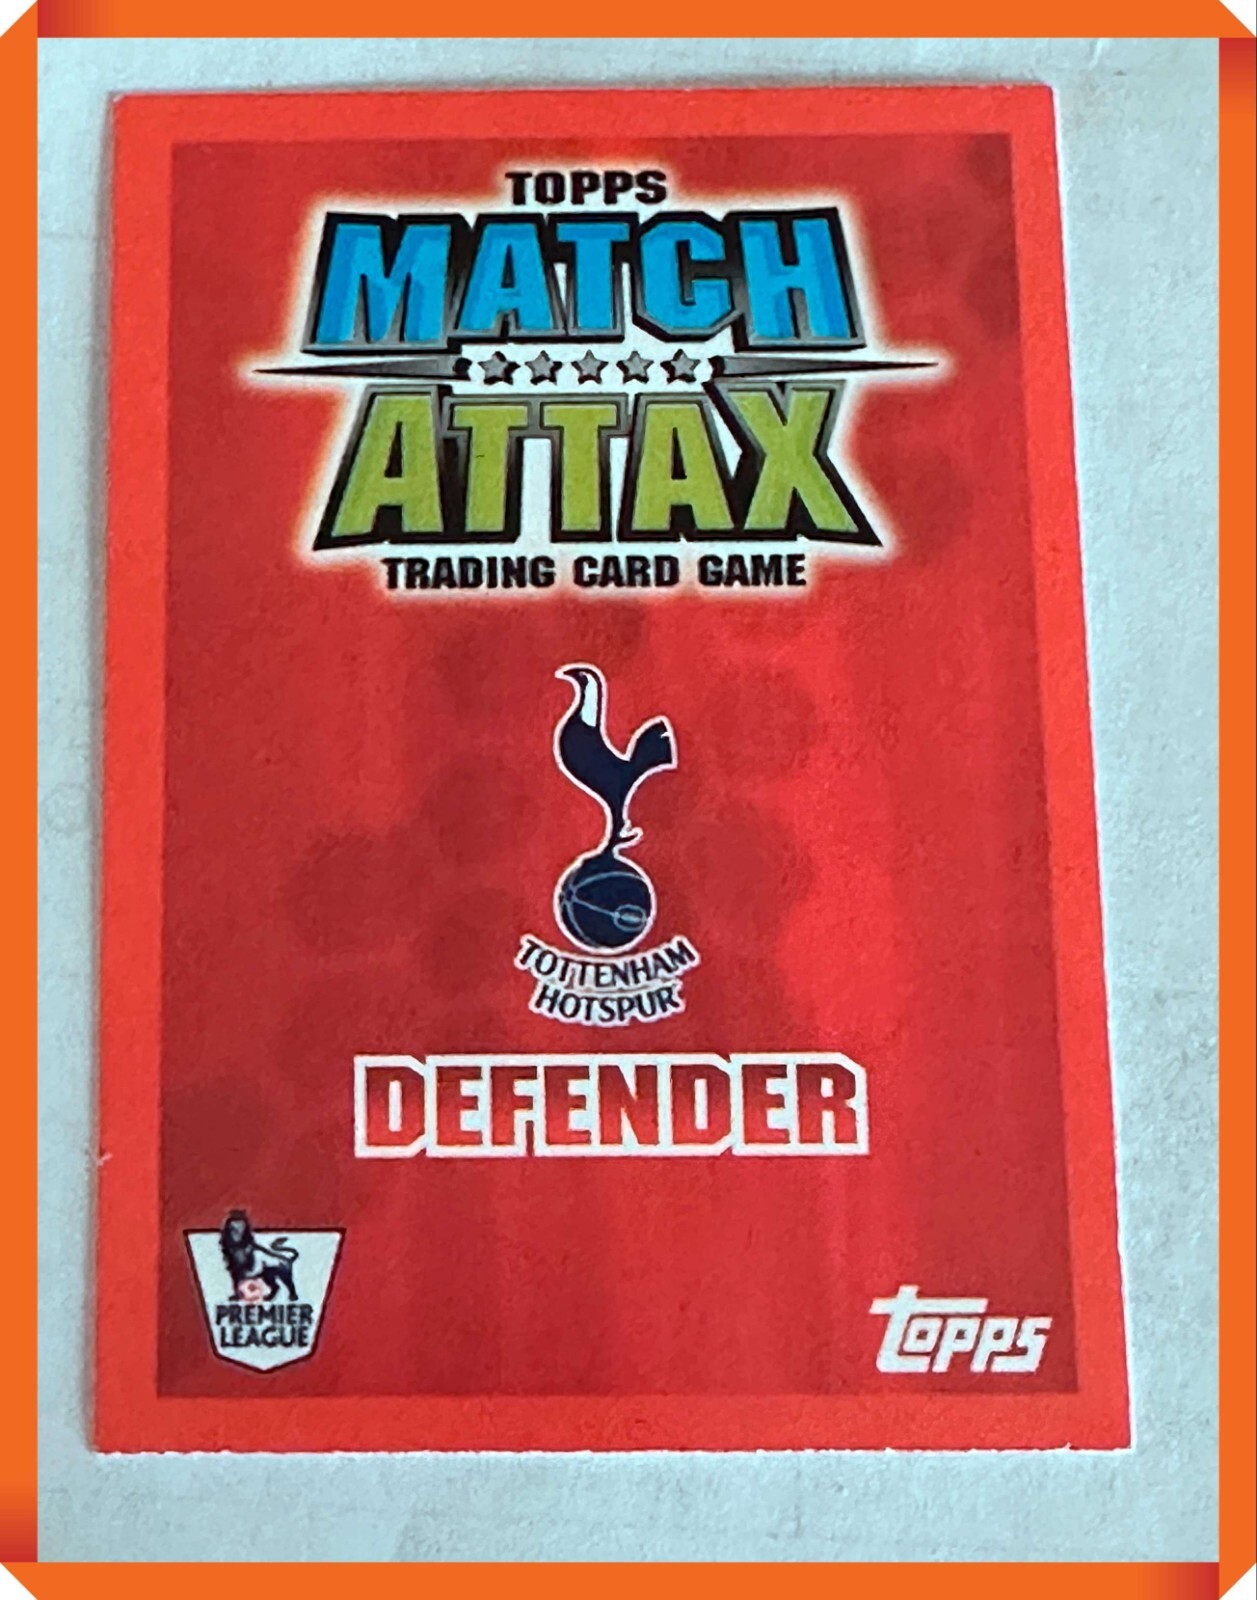 TOPPS
MATCH
ATTAX
TRADING CARD GAME
TOTTENHAM
HOTSPUR
DEFENDER
PREMIER
LEAGUE
Topps